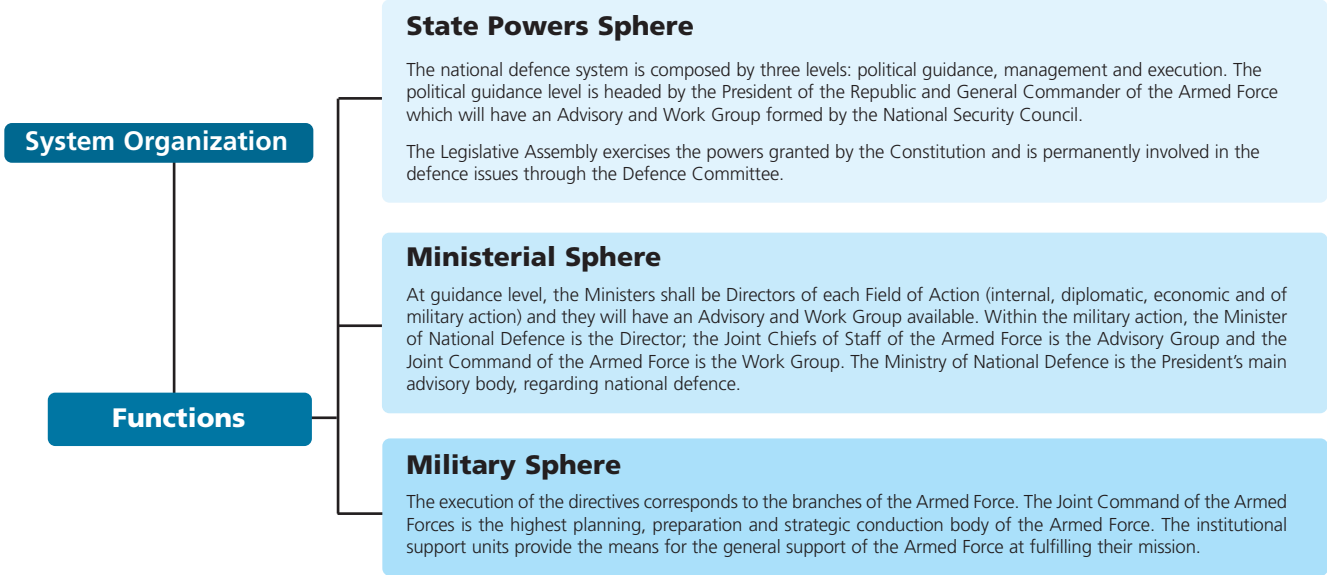 System Organization
Functions
State Powers Sphere
The national defence system is composed by three levels: political guidance, management and execution. The
political guidance level is headed by the President of the Republic and General Commander of the Armed Force
which will have an Advisory and Work Group formed by the National Security Council.
The Legislative Assembly exercises the powers granted by the Constitution and is permanently involved in the
defence issues through the Defence Committee.
Ministerial Sphere
At guidance level, the Ministers shall be Directors of each Field of Action (internal, diplomatic, economic and of
military action) and they will have an Advisory and Work Group available. Within the military action, the Minister
of National Defence is the Director; the Joint Chiefs of Staff of the Armed Force is the Advisory Group and the
Joint Command of the Armed Force is the Work Group. The Ministry of National Defence is the President’s main
advisory body, regarding national defence.
Military Sphere
The execution of the directives corresponds to the branches of the Armed Force. The Joint Command of the Armed
Forces is the highest planning, preparation and strategic conduction body of the Armed Force. The institutional
support units provide the means for the general support of the Armed Force at fulfilling their mission.